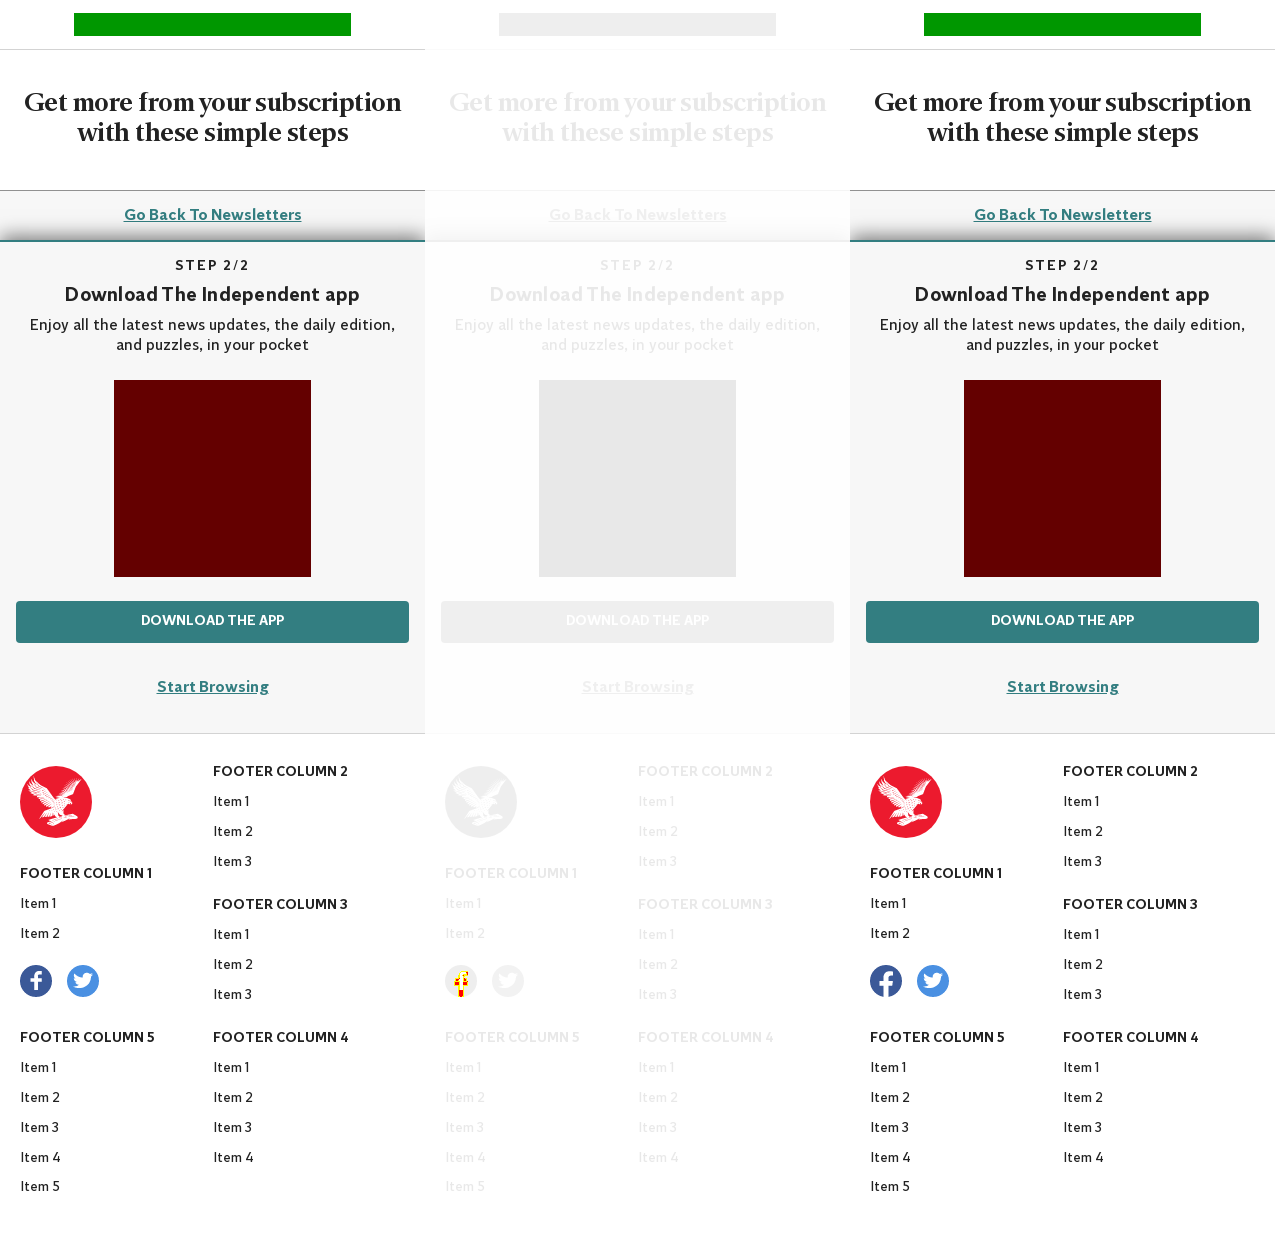 Get more from your subscription
with these simple steps
Go Back To Newsletters
STEP 2/2
Download The Independent app
Enjoy all the latest news updates, the daily edition,
and puzzles, in your pocket
DOWNLOAD THE APP
Start Browsing
FOOTER COLUMN 1
Item 1
Item 2
FOOTER COLUMN 2
Item 1
Item 2
Item 3
FOOTER COLUMN 3
Item 1
Item 2
Item 3
FOOTER COLUMN 5
Item 1
Item 2
Item 3
Item 4
Item 5
FOOTER COLUMN 4
Item 1
Item 2
Item 3
Item 4
Get more from your subscription
with these simple steps
Go Back To Newsletters
STEP 2/2
Download The Independent app
Enjoy all the latest news updates, the daily edition,
and puzzles, in your pocket
DOWNLOAD THE APP
Start Browsing
FOOTER COLUMN 1
Item 1
Item 2
FOOTER COLUMN 2
Item 1
Item 2
Item 3
FOOTER COLUMN 3
Item 1
Item 2
Item 3
FOOTER COLUMN 5
Item 1
Item 2
Item 3
Item 4
Item 5
FOOTER COLUMN 4
Item 1
Item 2
Item 3
Item 4
Get more from your subscription
with these simple steps
Go Back To Newsletters
STEP 2/2
Download The Independent app
Enjoy all the latest news updates, the daily edition,
and puzzles, in your pocket
DOWNLOAD THE APP
Start Browsing
FOOTER COLUMN 1
Item 1
Item 2
FOOTER COLUMN 2
Item 1
Item 2
Item 3
FOOTER COLUMN 3
Item 1
Item 2
Item 3
FOOTER COLUMN 5
Item 1
Item 2
Item 3
Item 4
Item 5
FOOTER COLUMN 4
Item 1
Item 2
Item 3
Item 4